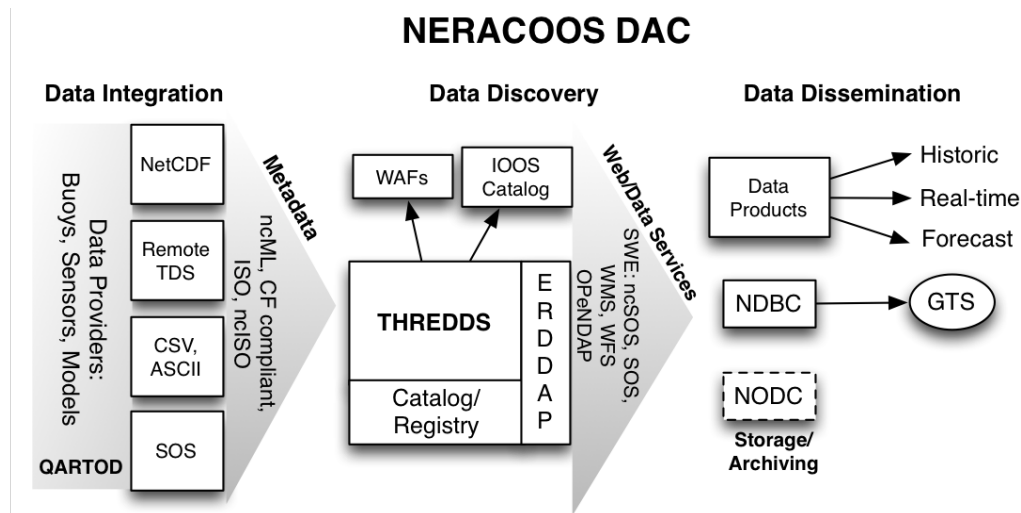 NERACOOS DAC
Data Integration
Data Providers:
Buoys, Sensors, Models
QARTOD
NetCDF
Remote
TDS
CSV,
ASCII
SOS
Metadata
ncML, CF compliant,
ISO, ncISO
Data Discovery
WAFs
IOOS
Catalog
THREDDS
Catalog/
Registry
E
R
D
D
A
P
Web/Data Services
SWE: ncSOS, SOS,
WMS, WFS
OPeNDAP
Data Dissemination
Data
Products
Historic
Real-time
Forecast
NDBC
GTS
NODC
Storage/
Archiving